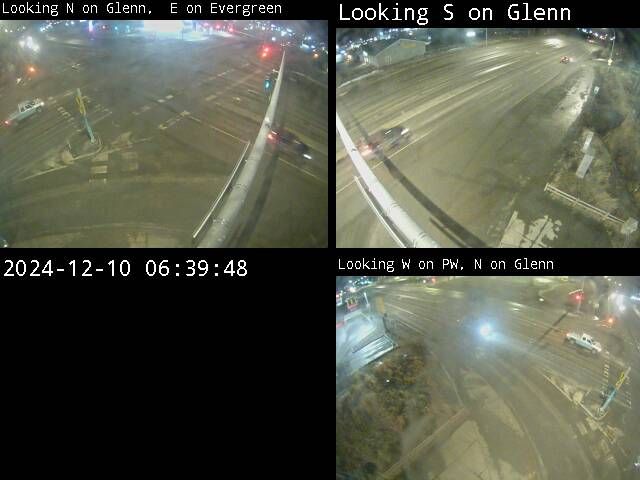 Looking N on Glenn,  E on Evergreen
Looking S on Glenn
2024-12-10 06:39:48
Looking W on PW, N on Glenn